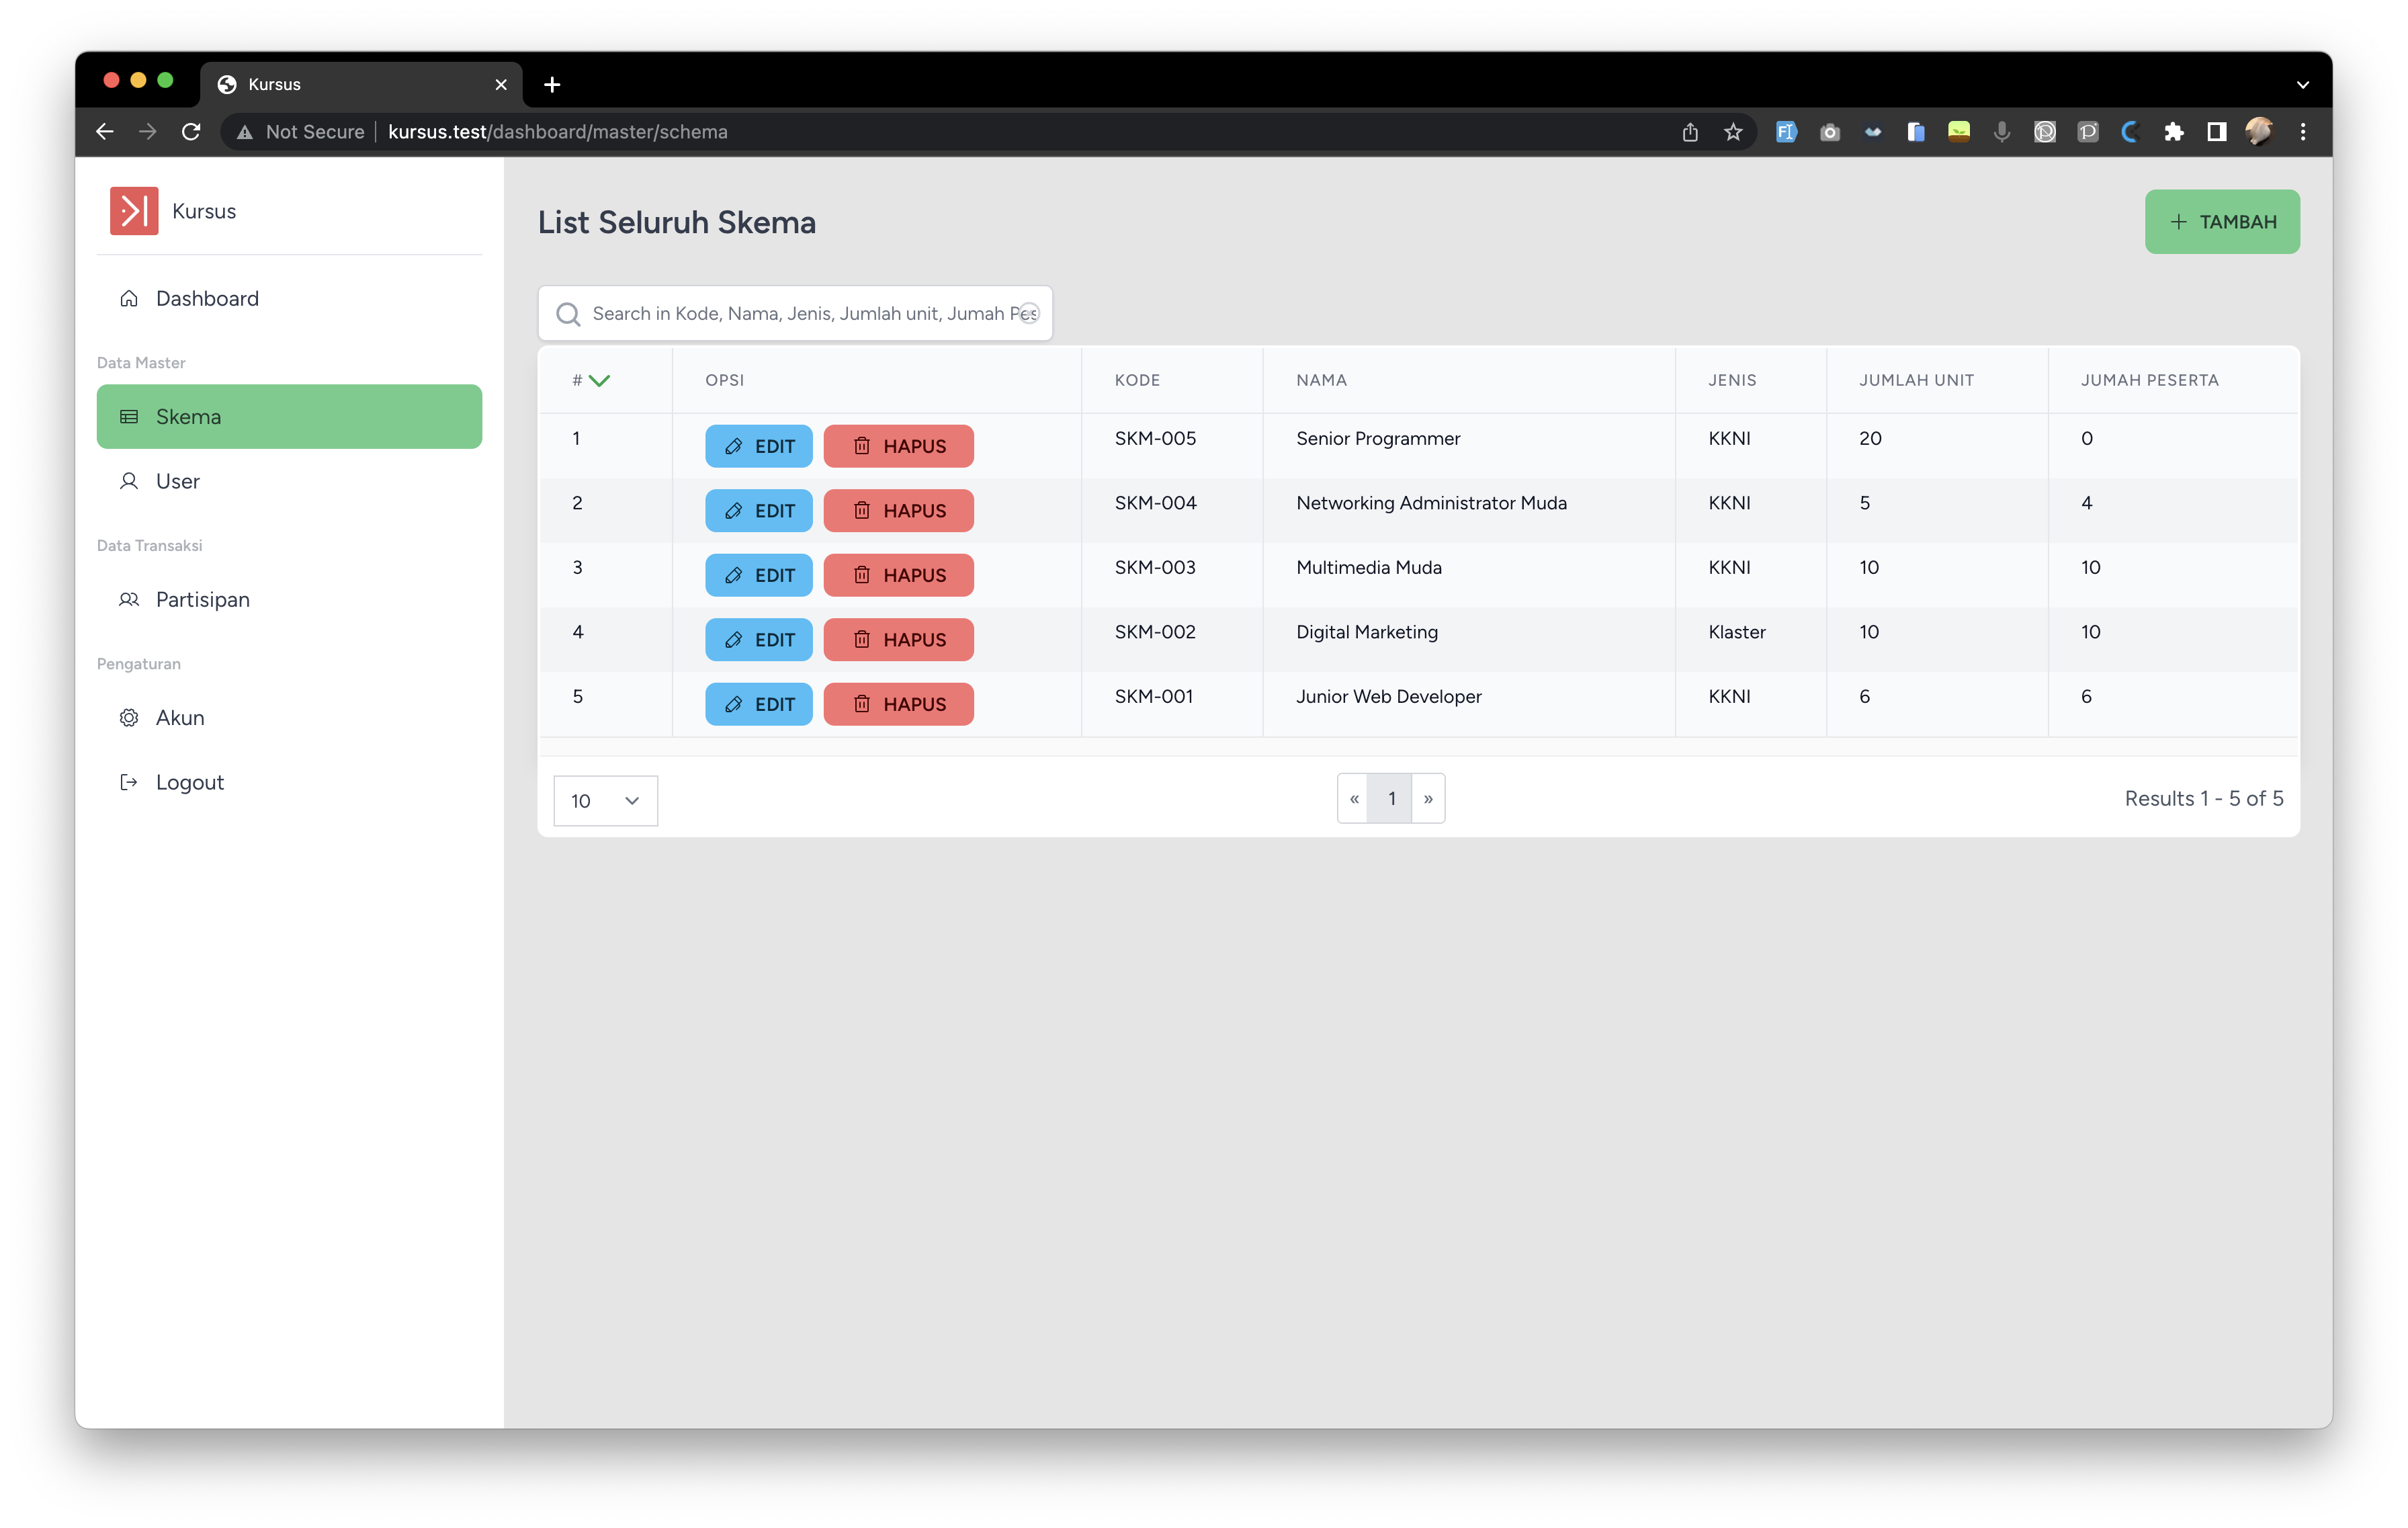 Kursus
Not Secure kursus.test/dashboard/master/schema
Kursus
Dashboard
Data Master
Skema
User
Data Transaksi
Partisipan
Pengaturan
Akun
Logout
List Seluruh Skema
+ TAMBAH
Search in Kode, Nama, Jenis, Jumlah unit, Jumah Pes
# OPSI KODE NAMA JENIS JUMLAH UNIT JUMAH PESERTA
1 EDIT HAPUS SKM-005 Senior Programmer KKNI 20 0
2 EDIT HAPUS SKM-004 Networking Administrator Muda KKNI 5 4
3 EDIT HAPUS SKM-003 Multimedia Muda KKNI 10 10
4 EDIT HAPUS SKM-002 Digital Marketing Klaster 10 10
5 EDIT HAPUS SKM-001 Junior Web Developer KKNI 6 6
10 « 1 » Results 1 - 5 of 5